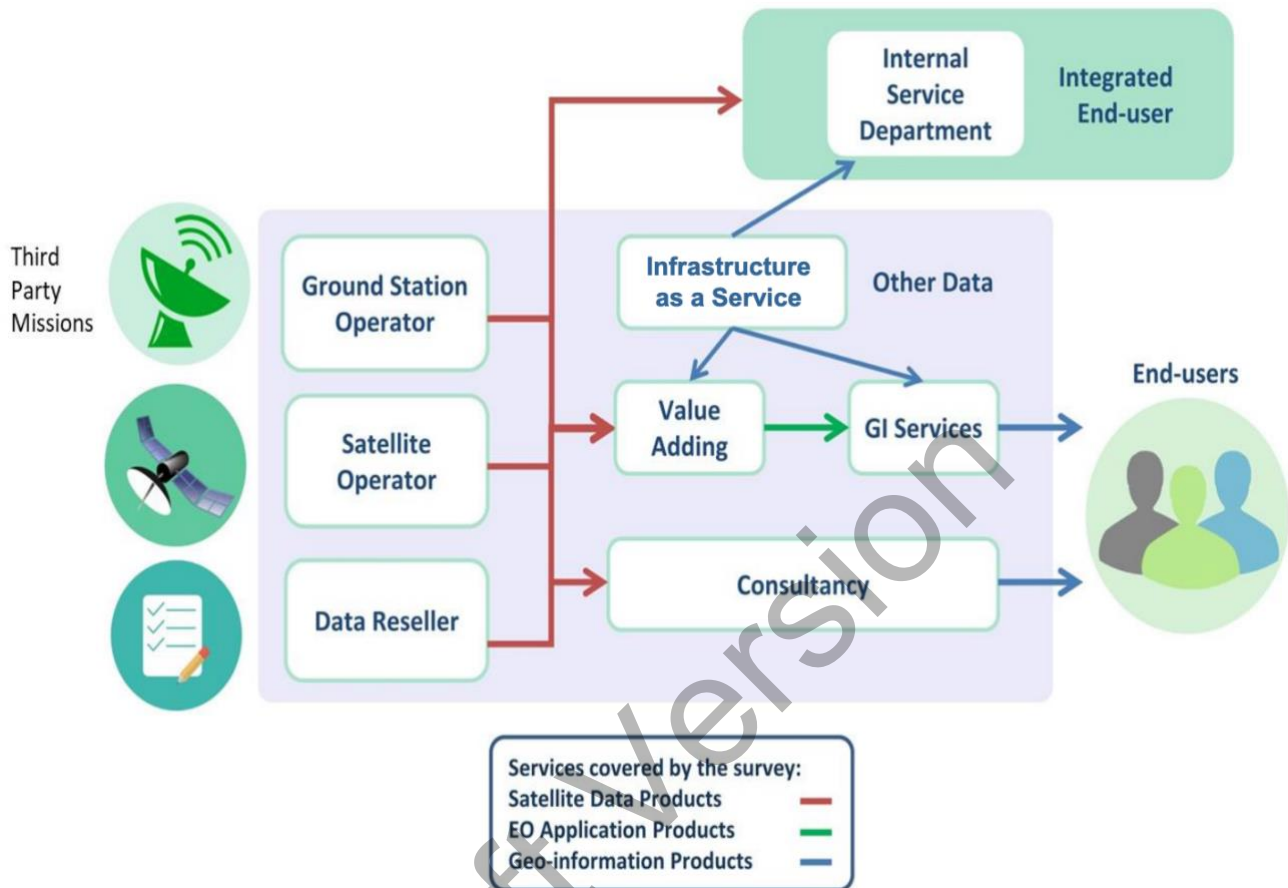 Internal
Service
Department
Integrated
End-user
Third
Party
Missions
Ground Station
Operator
Infrastructure
as a Service
Other Data
Satellite
Operator
Value
Adding
GI Services
End-users
Data Reseller
Consultancy
Services covered by the survey:
Satellite Data Products
EO Application Products
Geo-information Products
ft Version